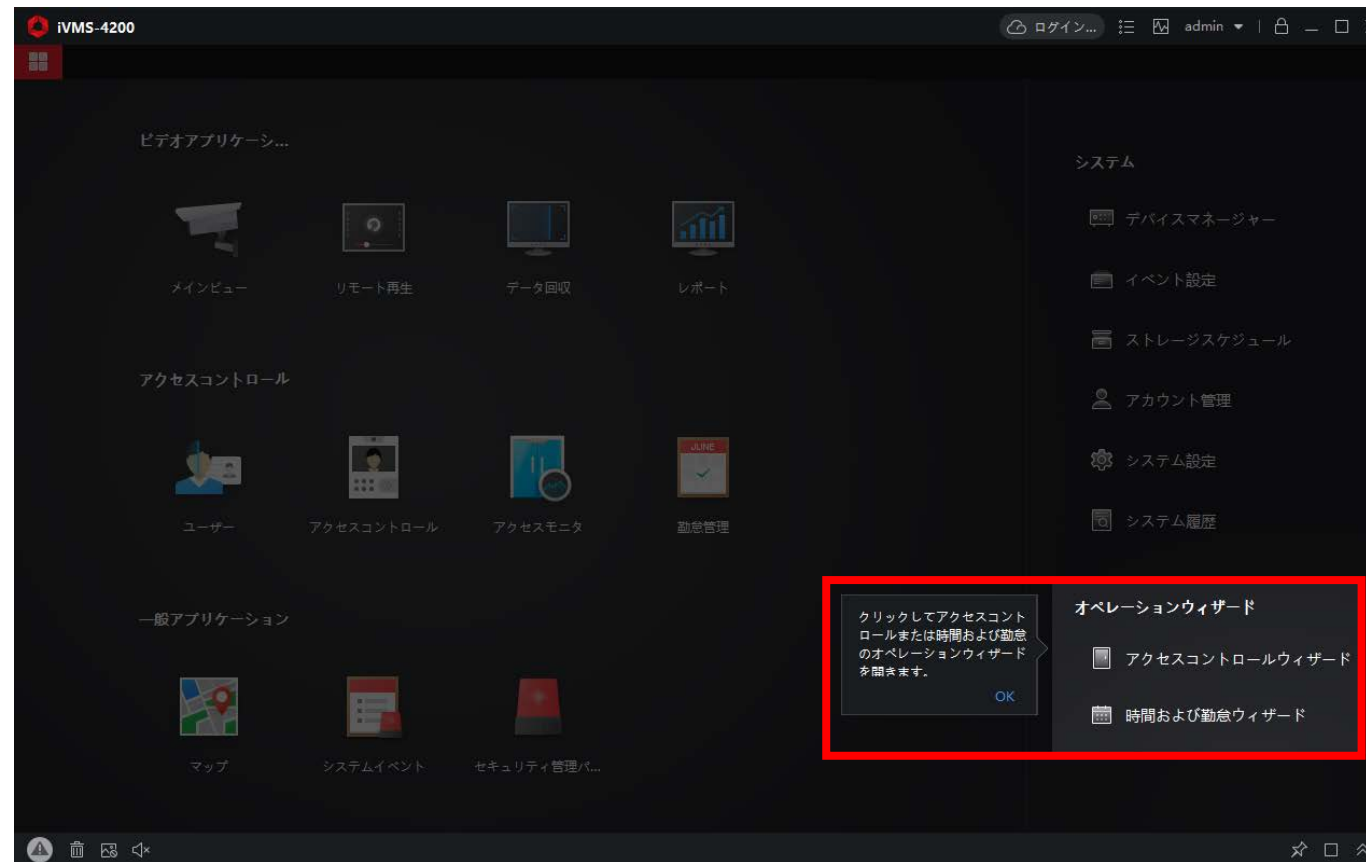 iVMS-4200
ログイン...
admin
ビデオアプリケーシ...
メインビュー
リモート再生
データ回収
レポート
アクセスコントロール
JUNE
ユーザー
アクセスコントロール
アクセスモニタ
勤怠管理
一般アプリケーション
マップ
システムイベント
セキュリティ管理パ...
システム
デバイスマネージャー
イベント設定
ストレージスケジュール
アカウント管理
システム設定
システム履歴
クリックしてアクセスコント
ロールまたは時間および勤怠
のオペレーションウィザード
を開きます。
OK
オペレーションウィザード
アクセスコントロールウィザード
時間および勤怠ウィザード